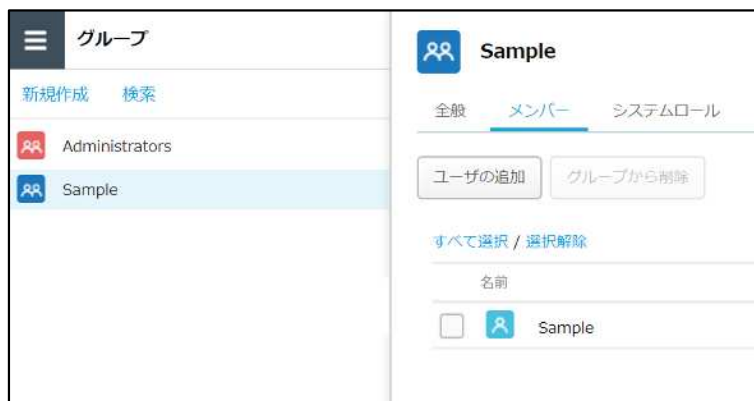 グループ
新規作成 検索
Administrators
Sample
Sample
全般 メンバー システムロール
ユーザの追加 グループから削除
すべて選択 / 選択解除
名前
Sample